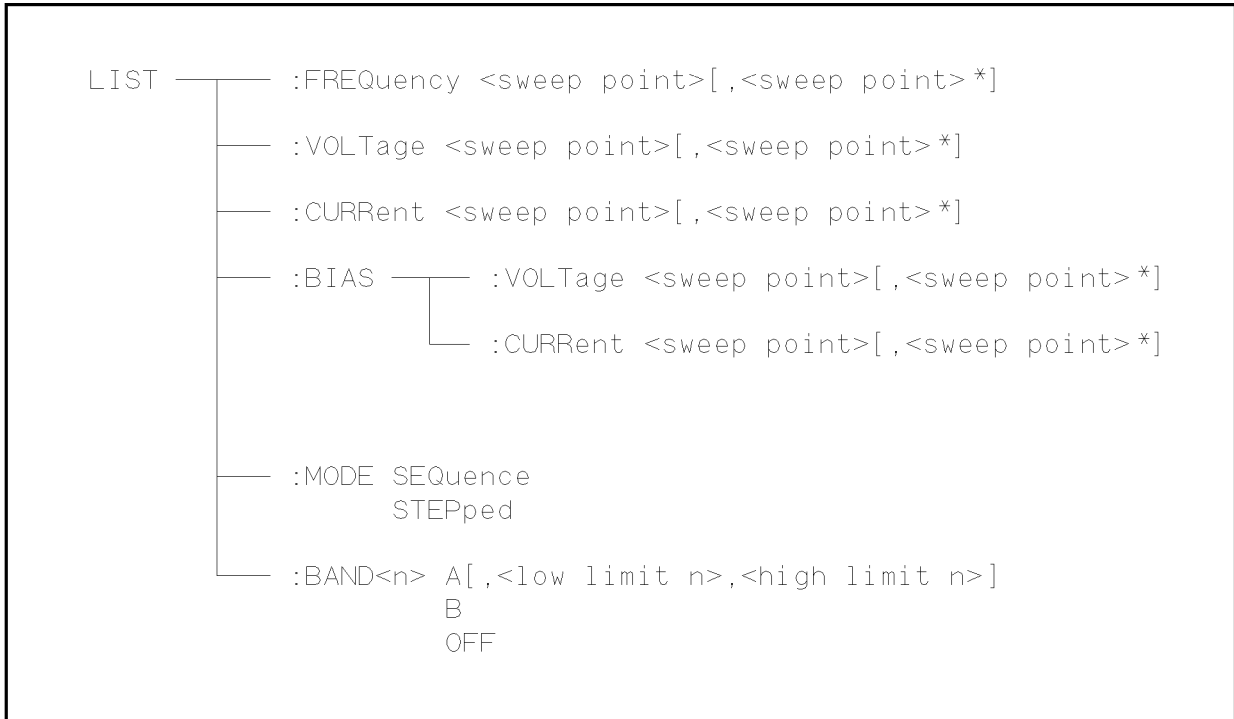 LIST :FREQuency <sweep point>[,<sweep point>*]
:VOLTage <sweep point>[,<sweep point>*]
:CURRent <sweep point>[,<sweep point>*]
:BIAS :VOLTage <sweep point>[,<sweep point>*]
:CURRent <sweep point>[,<sweep point>*]
:MODE SEQuence
STEPped
:BAND<n> A[,<low limit n>,<high limit n>]
B
OFF